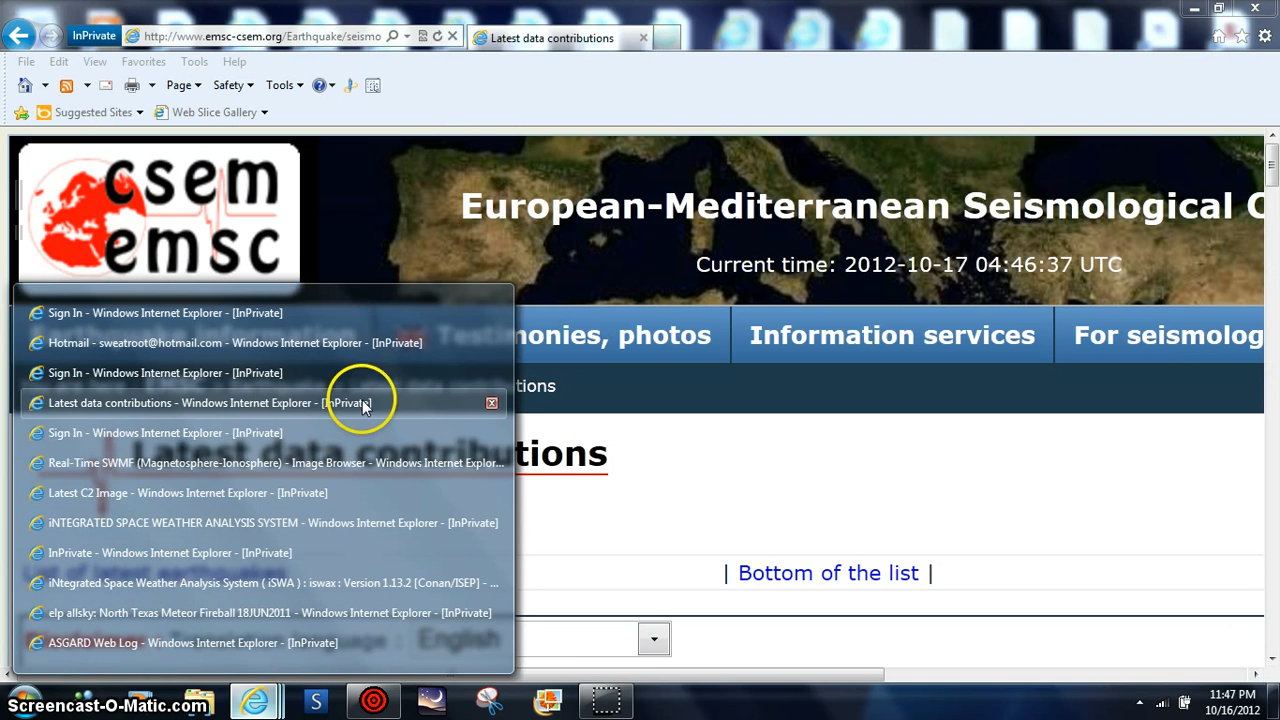 InPrivate
http://www.emsc-csem.org/Earthquake/seismo
Latest data contributions
File Edit View Favorites Tools Help
Page Safety Tools
Suggested Sites Web Slice Gallery
csem
emsc
European-Mediterranean Seismological C
Current time: 2012-10-17 04:46:37 UTC
Testimonies, photos Information services For seismolog
tions
Latest data contributions
| Bottom of the list |
English
Sign In - Windows Internet Explorer - [InPrivate]
Hotmail - sweatroot@hotmail.com - Windows Internet Explorer - [InPrivate]
Sign In - Windows Internet Explorer - [InPrivate]
Latest data contributions - Windows Internet Explorer - [InPrivate]
Sign In - Windows Internet Explorer - [InPrivate]
Real-Time SWMF (Magnetosphere-Ionosphere) - Image Browser - Windows Internet Explor...
Latest C2 Image - Windows Internet Explorer - [InPrivate]
iNTEGRATED SPACE WEATHER ANALYSIS SYSTEM - Windows Internet Explorer - [InPrivate]
InPrivate - Windows Internet Explorer - [InPrivate]
iNtegrated Space Weather Analysis System ( iSWA ) : iswax : Version 1.13.2 [Conan/ISEP] - ...
elp allsky: North Texas Meteor Fireball 18JUN2011 - Windows Internet Explorer - [InPrivate]
ASGARD Web Log - Windows Internet Explorer - [InPrivate]
S
Screencast-O-Matic.com
11:47 PM
10/16/2012